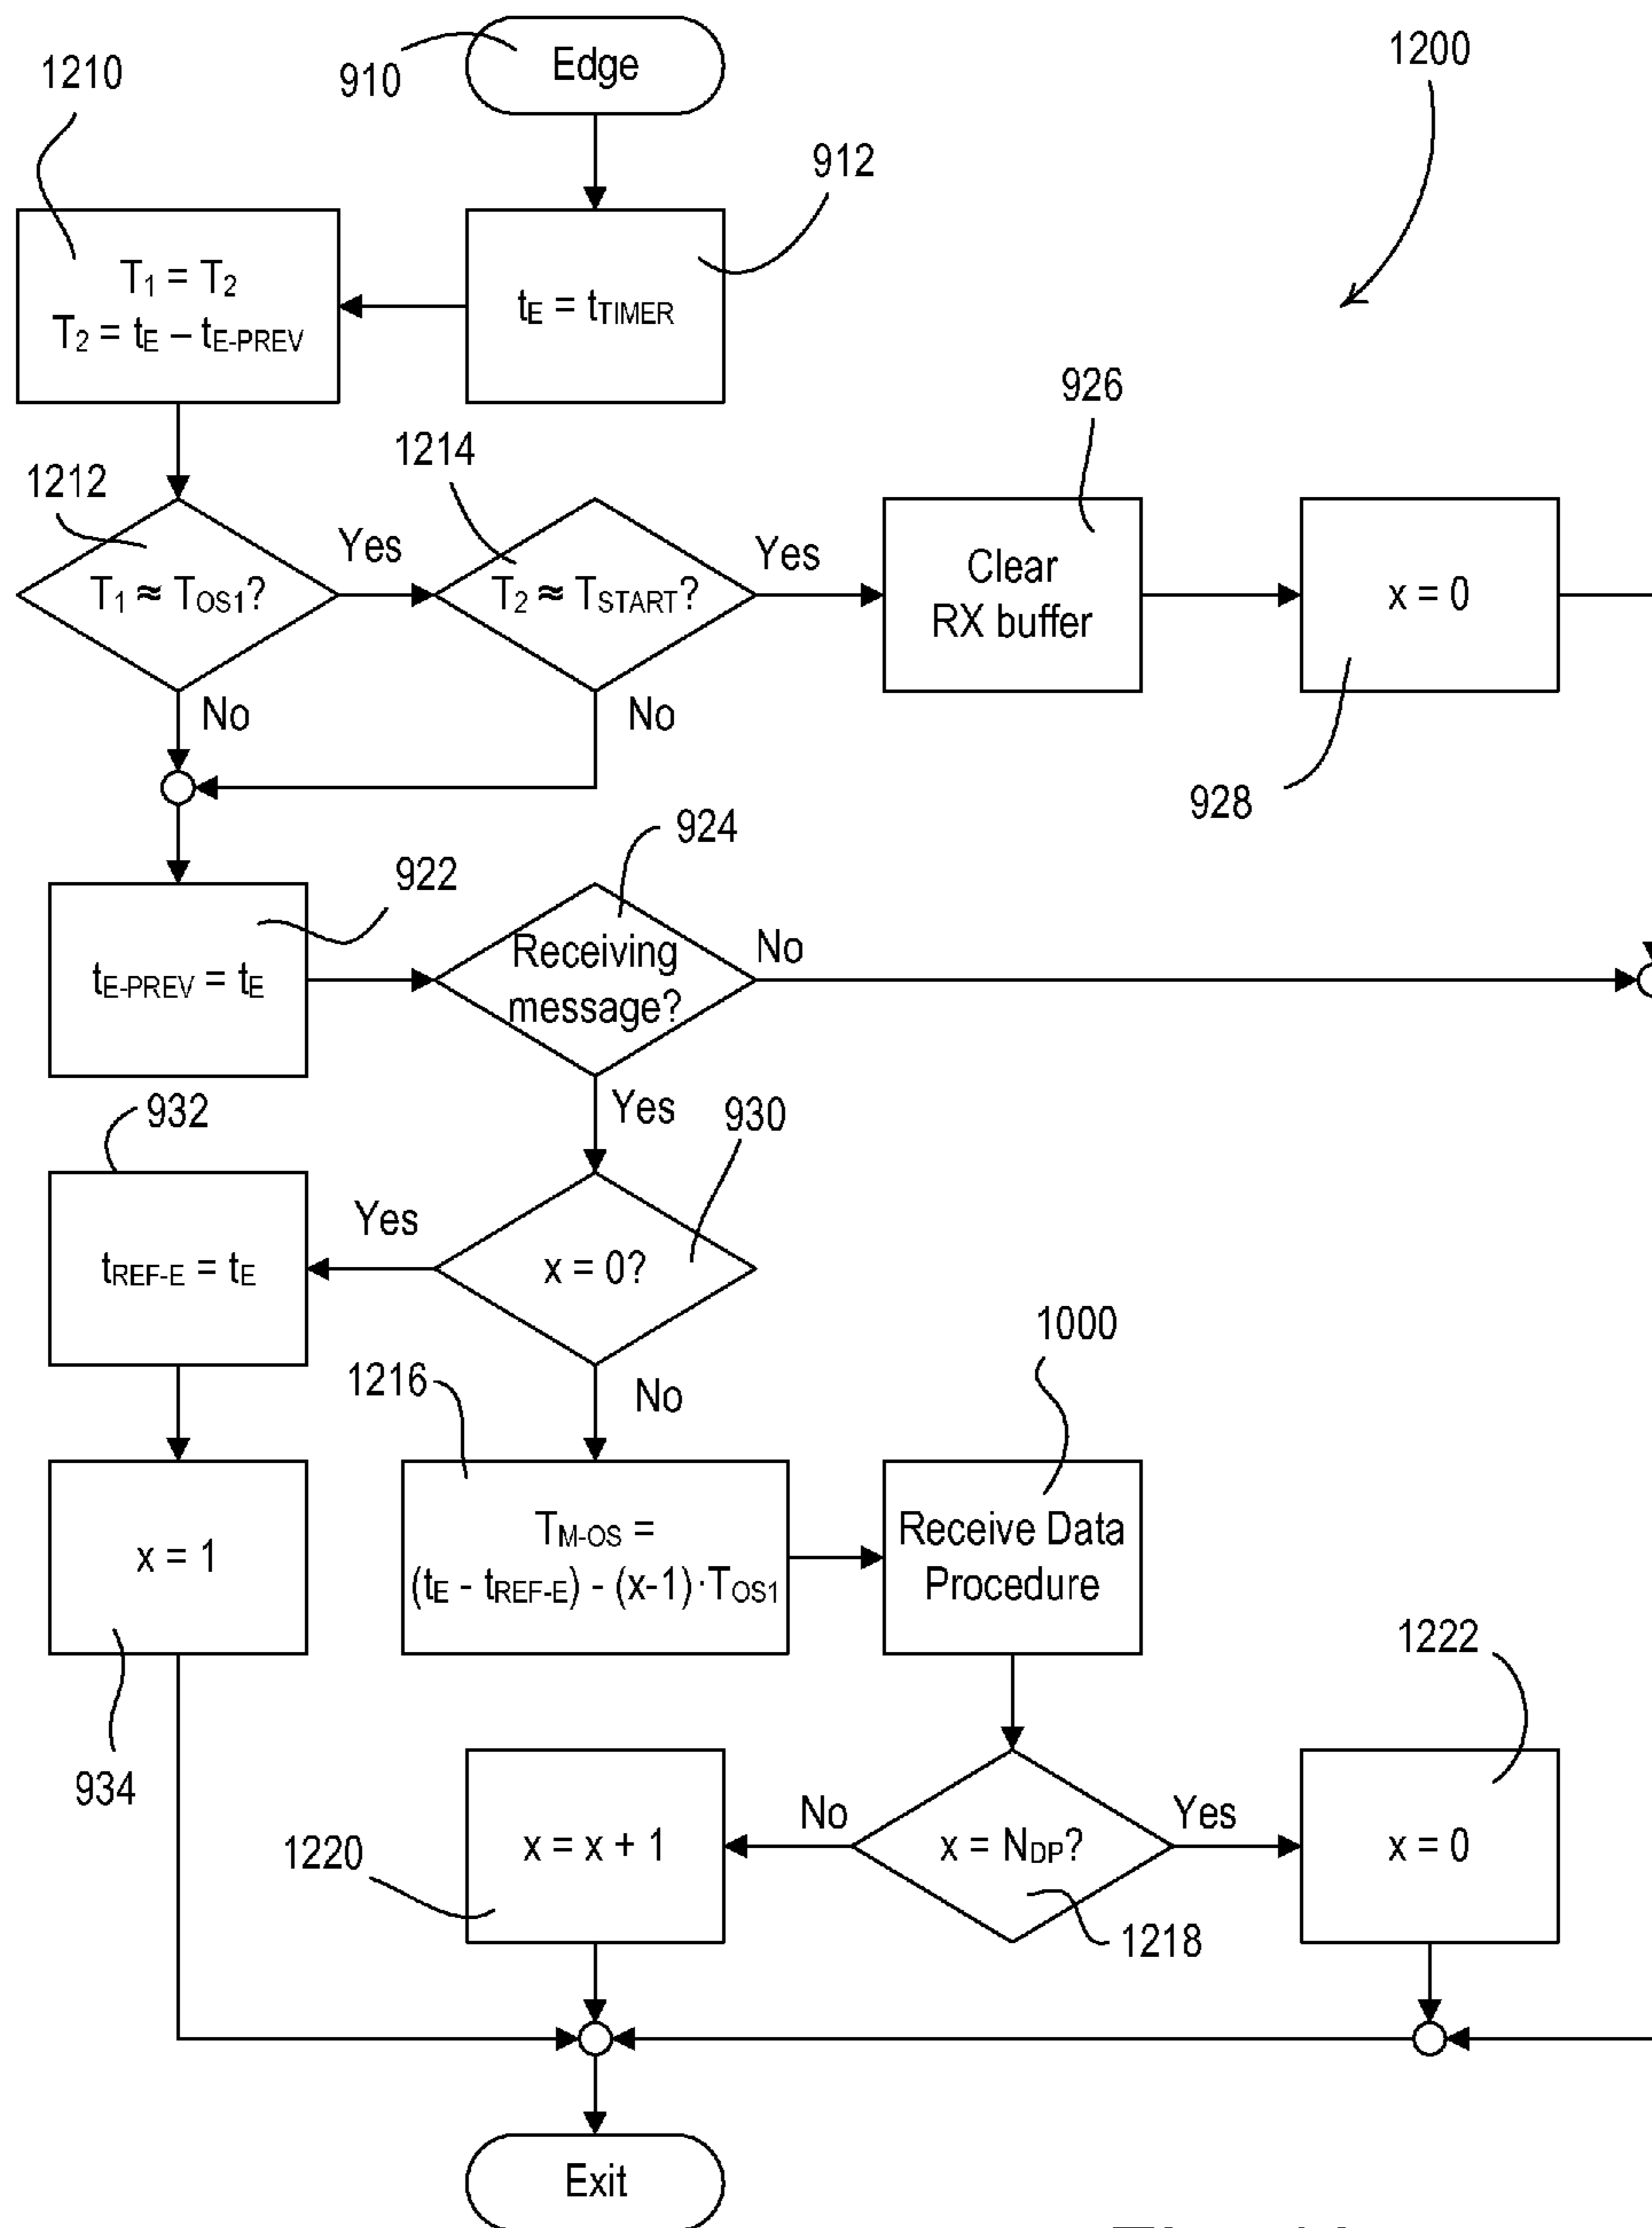 1210
910
Edge
1200
912
T₁ = T₂
T₂ = tE – tE-PREV
tE = tTIMER
926
1214
1212
Yes
Yes
T₁ ≈ TOS1?
T₂ ≈ TSTART?
Clear
RX buffer
x = 0
No
No
928
924
922
Receiving
message?
No
tE-PREV = tE
Yes
930
932
Yes
tREF-E = tE
x = 0?
1000
1216
No
x = 1
TM-OS =
(tE - tREF-E) - (x-1)·TOS1
Receive Data
Procedure
1222
934
No
Yes
1220
x = x + 1
x = NDP?
x = 0
1218
Exit